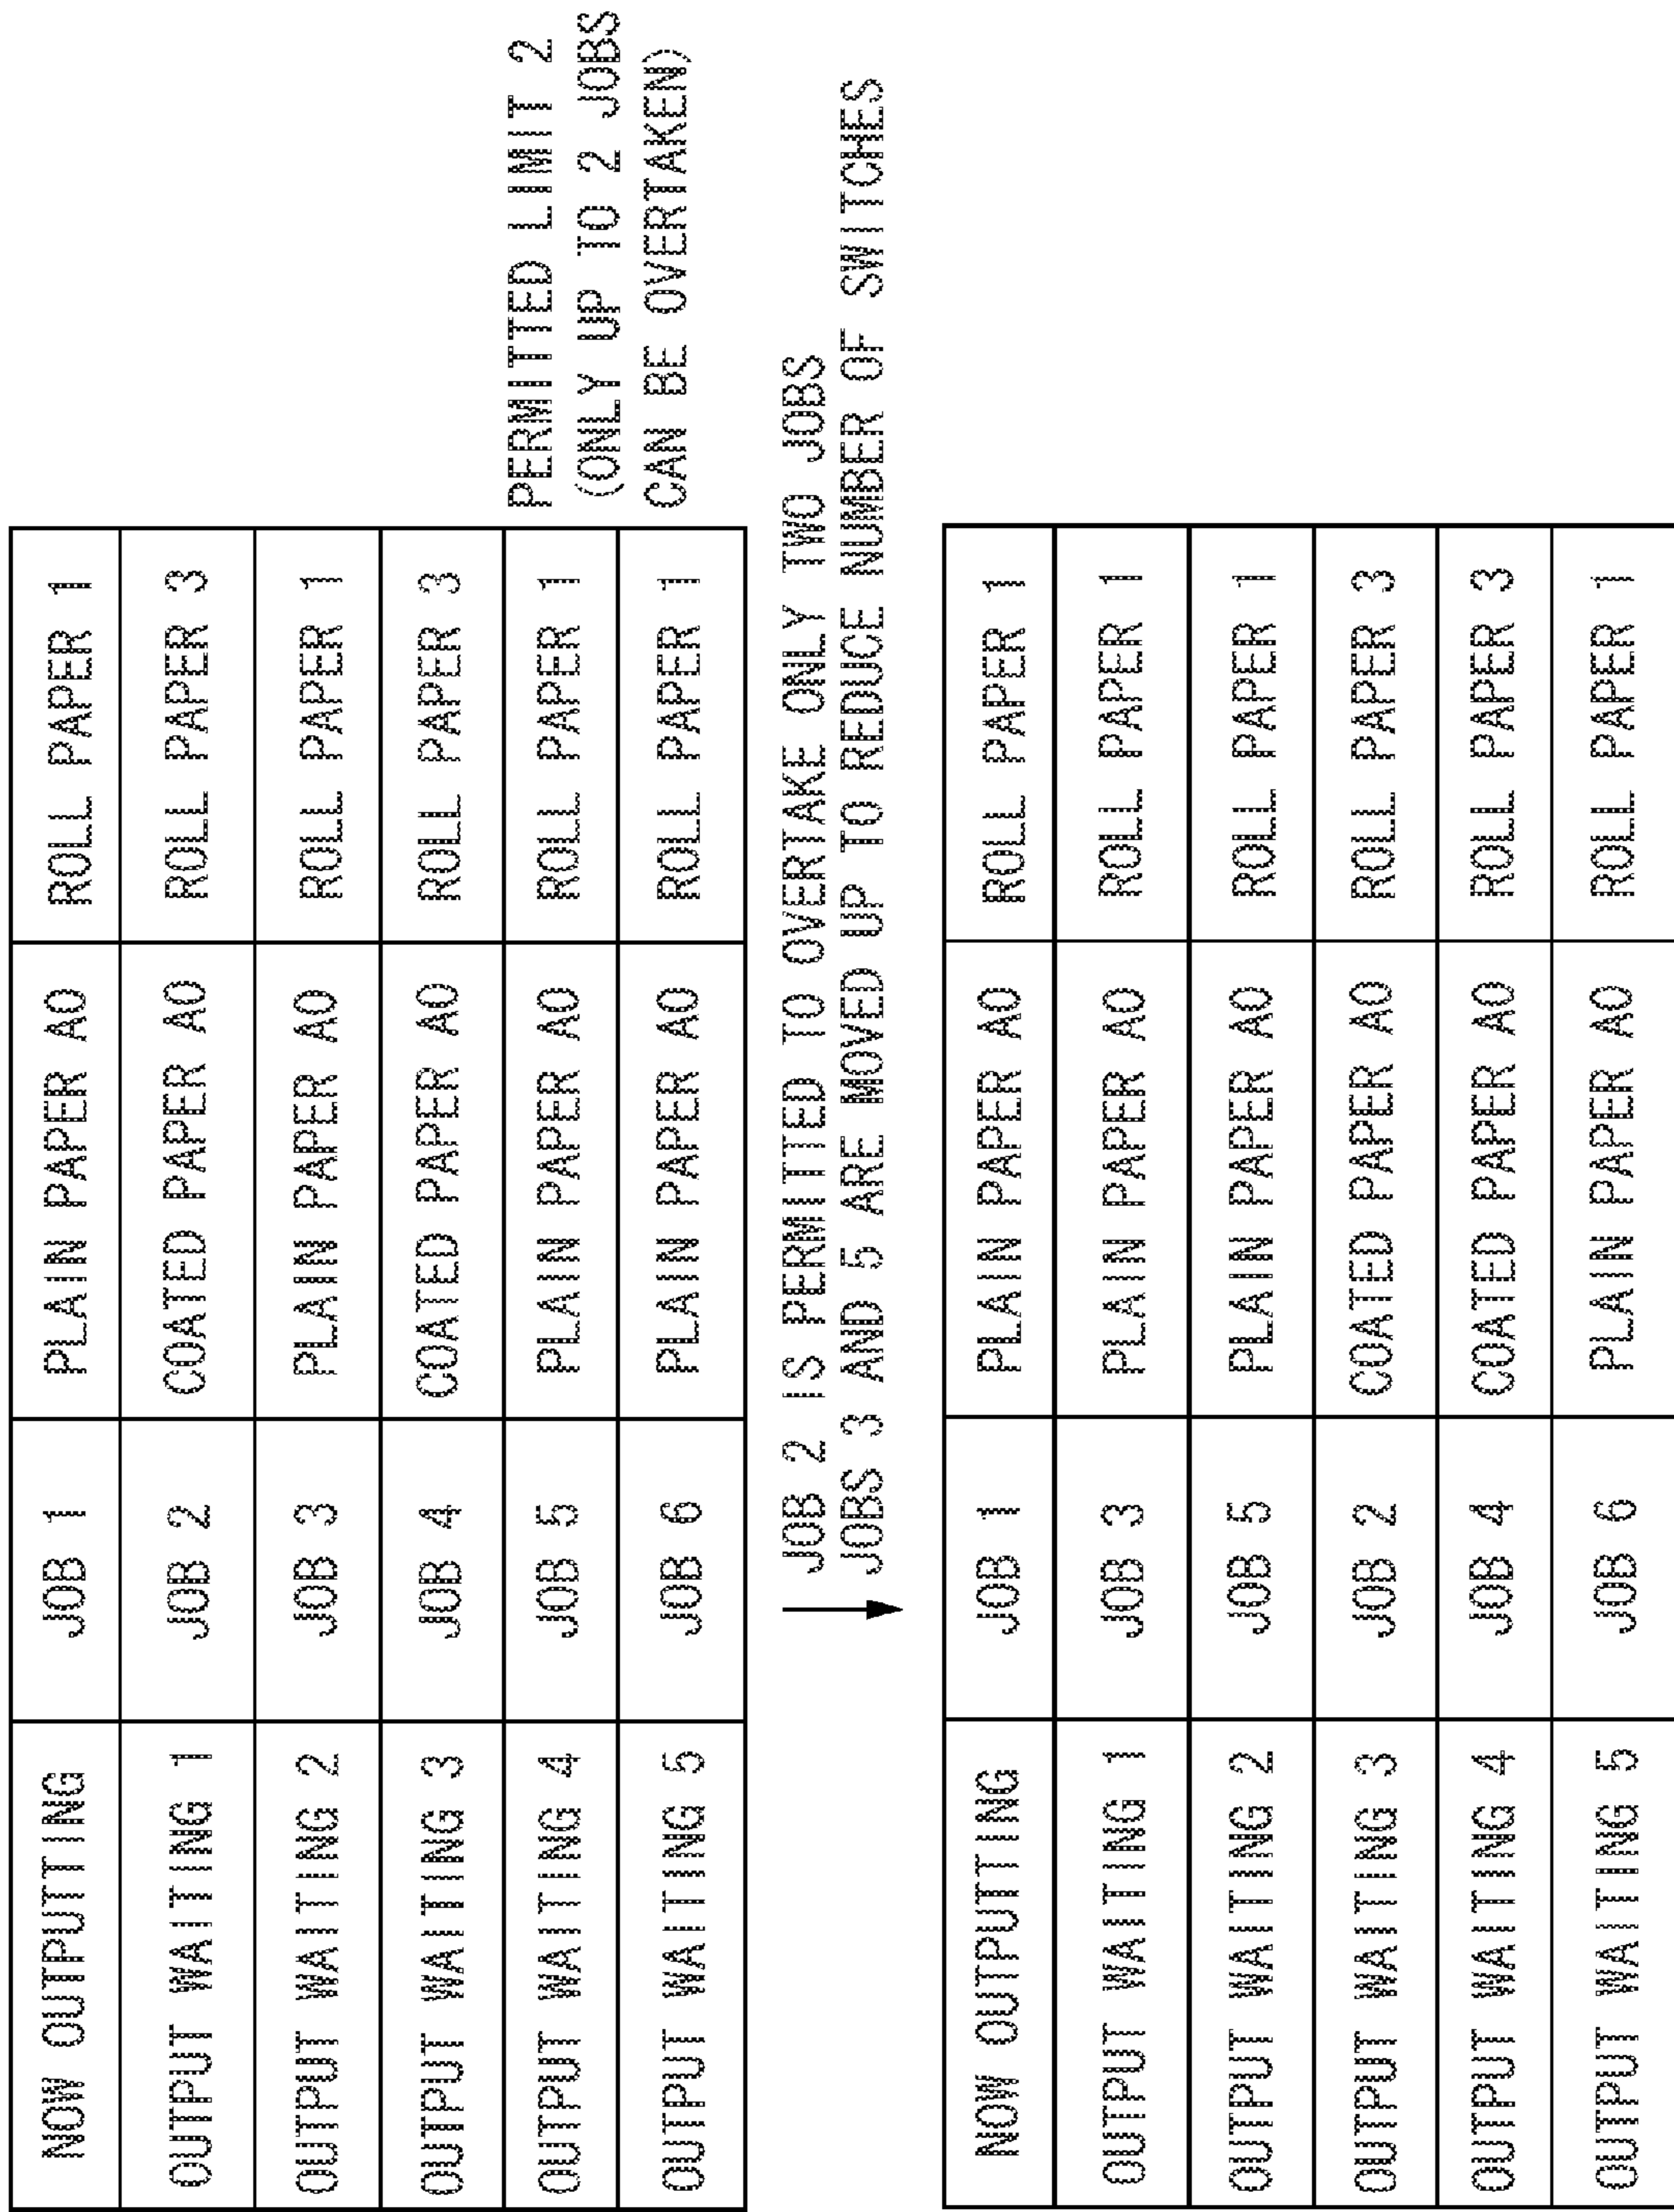 NOW OUTPUTTING JOB 1 PLAIN PAPER A0 ROLL PAPER 1
OUTPUT WAITING 1 JOB 2 COATED PAPER A0 ROLL PAPER 3
OUTPUT WAITING 2 JOB 3 PLAIN PAPER A0 ROLL PAPER 1
OUTPUT WAITING 3 JOB 4 COATED PAPER A0 ROLL PAPER 3
OUTPUT WAITING 4 JOB 5 PLAIN PAPER A0 ROLL PAPER 1
OUTPUT WAITING 5 JOB 6 PLAIN PAPER A0 ROLL PAPER 1
PERMITTED LIMIT 2
(ONLY UP TO 2 JOBS
CAN BE OVERTAKEN)
JOB 2 IS PERMITTED TO OVERTAKE ONLY TWO JOBS
JOBS 3 AND 5 ARE MOVED UP TO REDUCE NUMBER OF SWITCHES
NOW OUTPUTTING JOB 1 PLAIN PAPER A0 ROLL PAPER 1
OUTPUT WAITING 1 JOB 3 PLAIN PAPER A0 ROLL PAPER 1
OUTPUT WAITING 2 JOB 5 PLAIN PAPER A0 ROLL PAPER 1
OUTPUT WAITING 3 JOB 2 COATED PAPER A0 ROLL PAPER 3
OUTPUT WAITING 4 JOB 4 COATED PAPER A0 ROLL PAPER 3
OUTPUT WAITING 5 JOB 6 PLAIN PAPER A0 ROLL PAPER 1